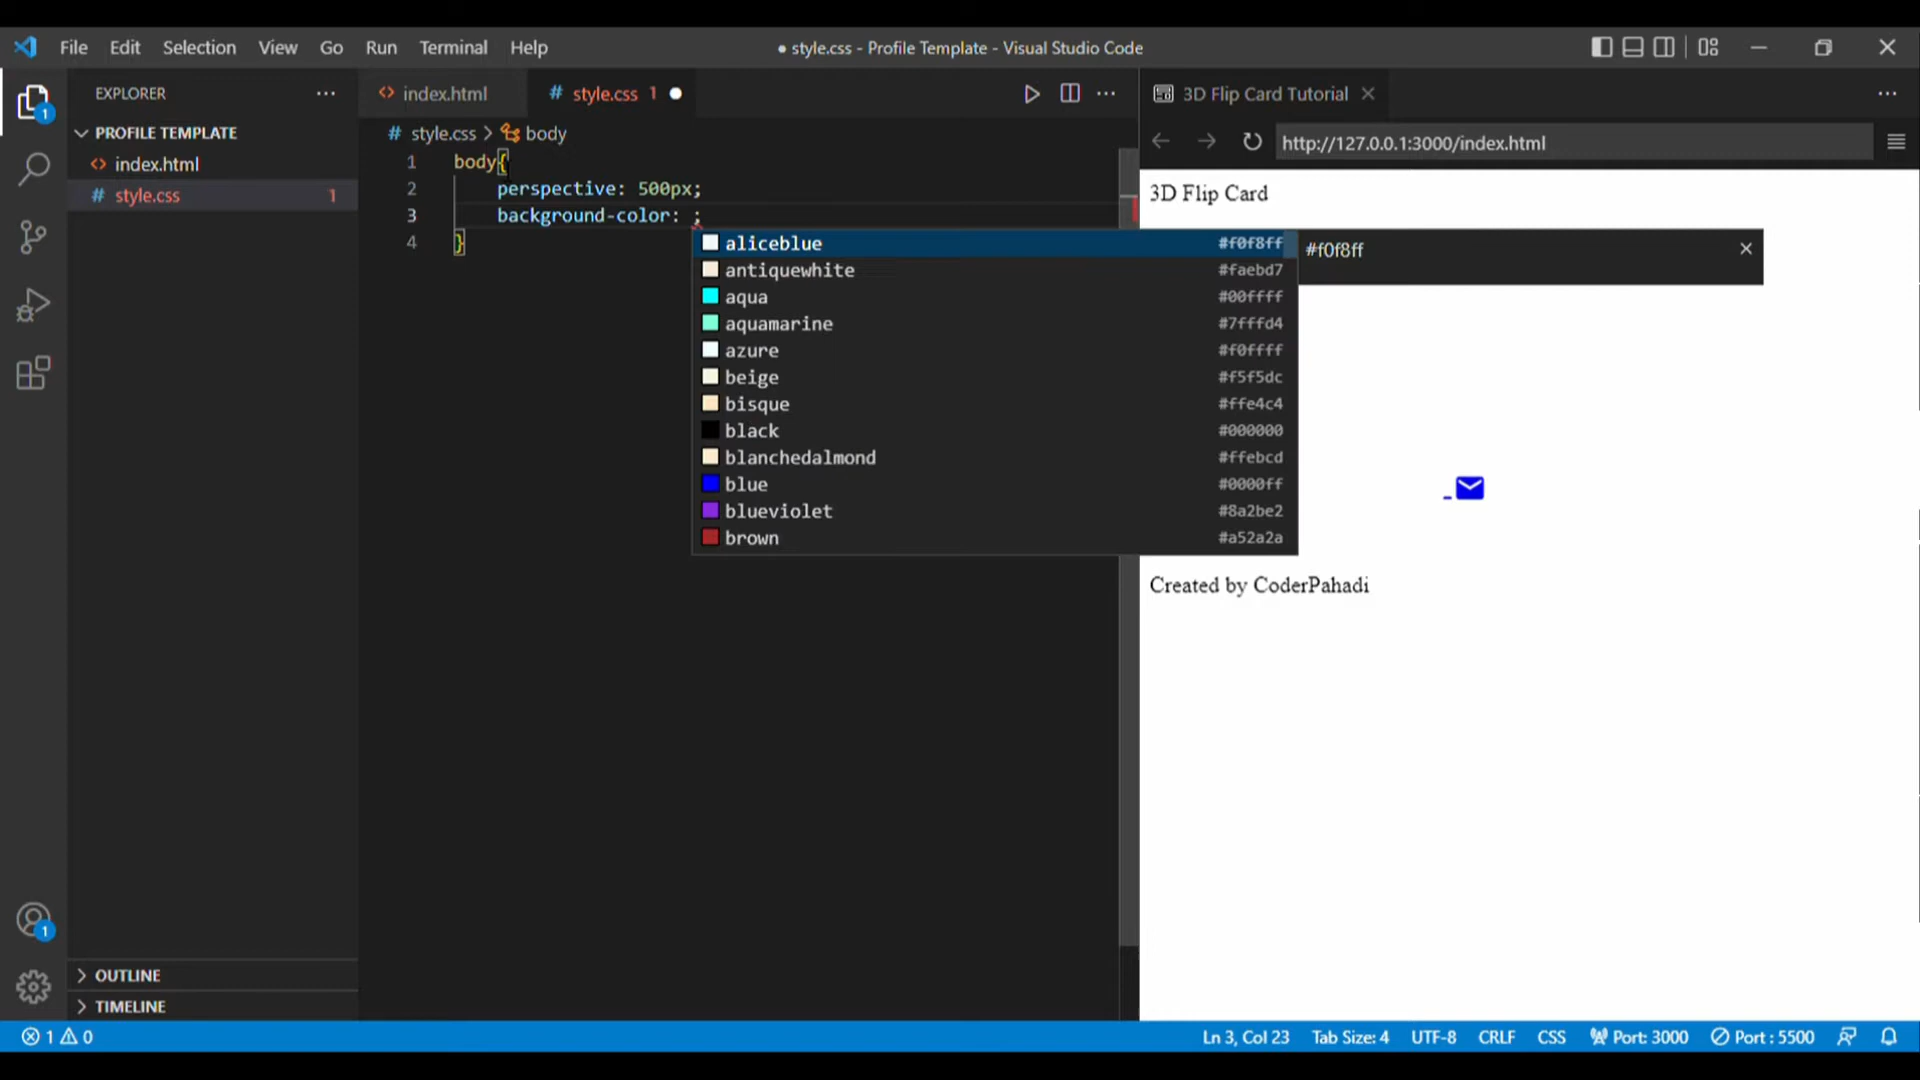 File Edit Selection View Go Run Terminal Help
● style.css - Profile Template - Visual Studio Code
EXPLORER
PROFILE TEMPLATE
<> index.html
# style.css 1
OUTLINE
TIMELINE
1
1
<> index.html
# style.css 1
# style.css > body
1 body{
2 perspective: 500px;
3 background-color: ;
4 }
aliceblue #f0f8ff
antiquewhite #faebd7
aqua #00ffff
aquamarine #7fffd4
azure #f0ffff
beige #f5f5dc
bisque #ffe4c4
black #000000
blanchedalmond #ffebcd
blue #0000ff
blueviolet #8a2be2
brown #a52a2a
#f0f8ff
3D Flip Card Tutorial
http://127.0.0.1:3000/index.html
3D Flip Card
Created by CoderPahadi
1 0
Ln 3, Col 23 Tab Size: 4 UTF-8 CRLF CSS Port: 3000 Port : 5500